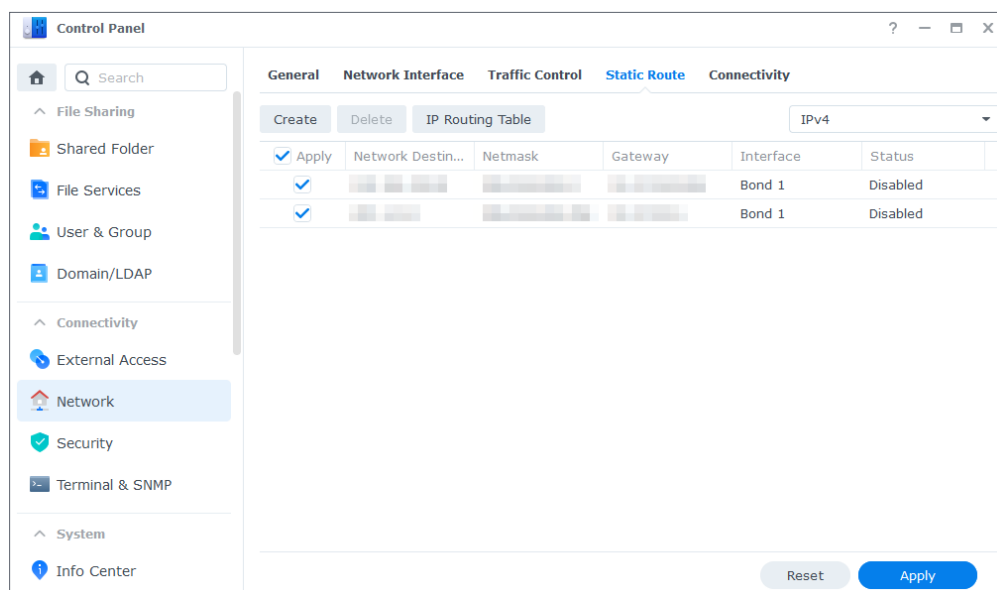 Control Panel
?
Search
General Network Interface Traffic Control Static Route Connectivity
File Sharing
Shared Folder
File Services
User & Group
Domain/LDAP
Connectivity
External Access
Network
Security
Terminal & SNMP
System
Info Center
Create Delete IP Routing Table IPv4
Apply Network Destin... Netmask Gateway Interface Status
Bond 1 Disabled
Bond 1 Disabled
Reset Apply